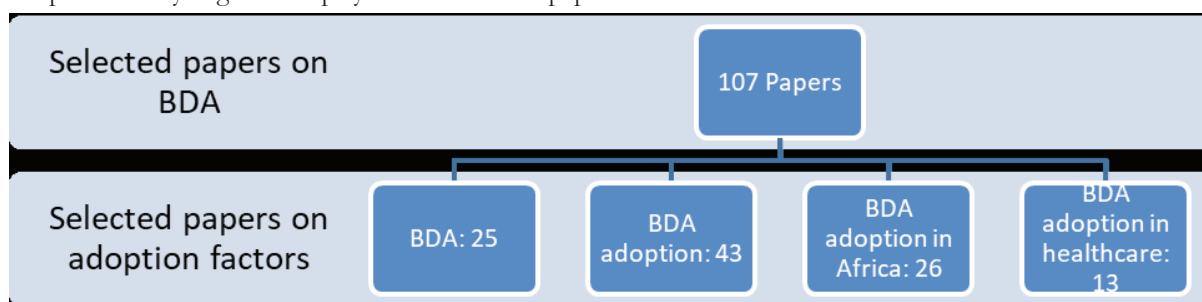 Selected papers on
BDA
107 Papers
Selected papers on
adoption factors
BDA: 25
BDA
adoption: 43
BDA
adoption in
Africa: 26
BDA
adoption in
healthcare:
13